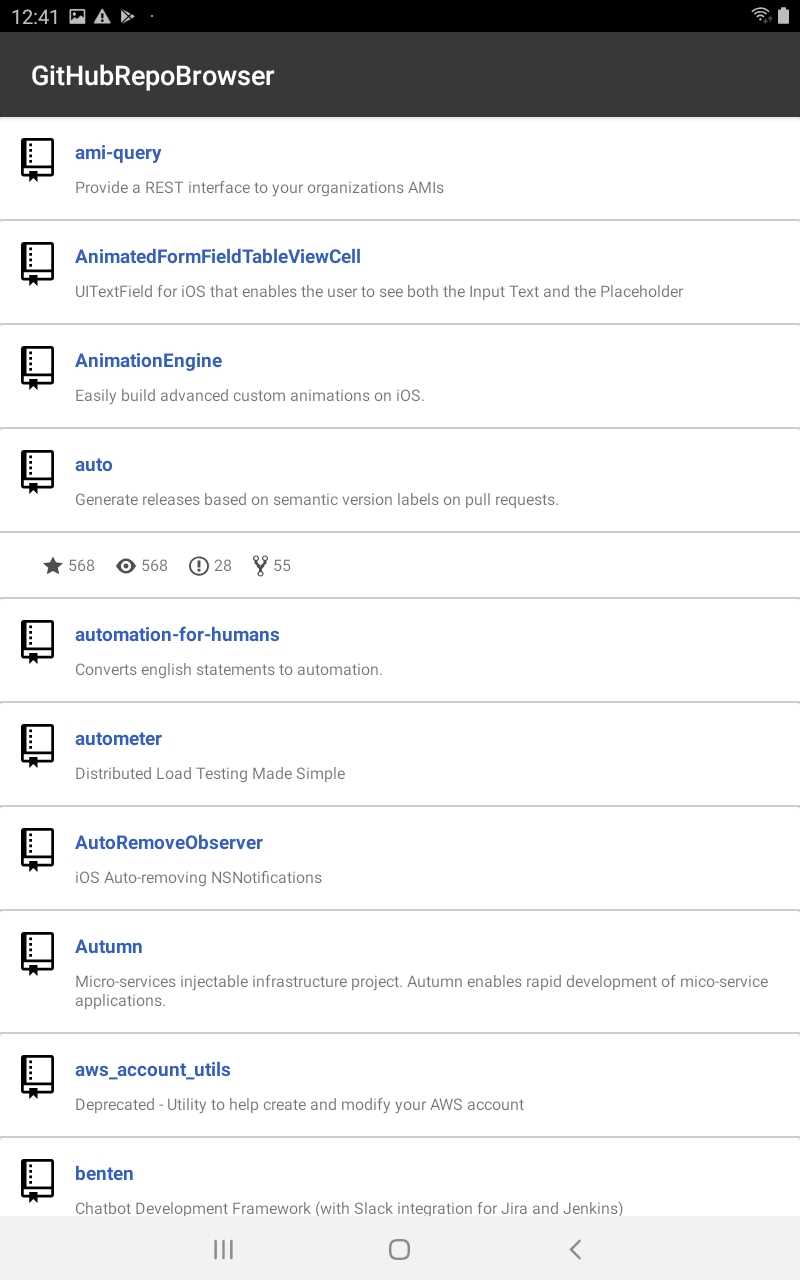 12:41
GitHubRepoBrowser
ami-query
Provide a REST interface to your organizations AMIs
AnimatedFormFieldTableViewCell
UITextField for iOS that enables the user to see both the Input Text and the Placeholder
AnimationEngine
Easily build advanced custom animations on iOS.
auto
Generate releases based on semantic version labels on pull requests.
568 568 28 55
automation-for-humans
Converts english statements to automation.
autometer
Distributed Load Testing Made Simple
AutoRemoveObserver
iOS Auto-removing NSNotifications
Autumn
Micro-services injectable infrastructure project. Autumn enables rapid development of mico-service
applications.
aws_account_utils
Deprecated - Utility to help create and modify your AWS account
benten
Chatbot Development Framework (with Slack integration for Jira and Jenkins)